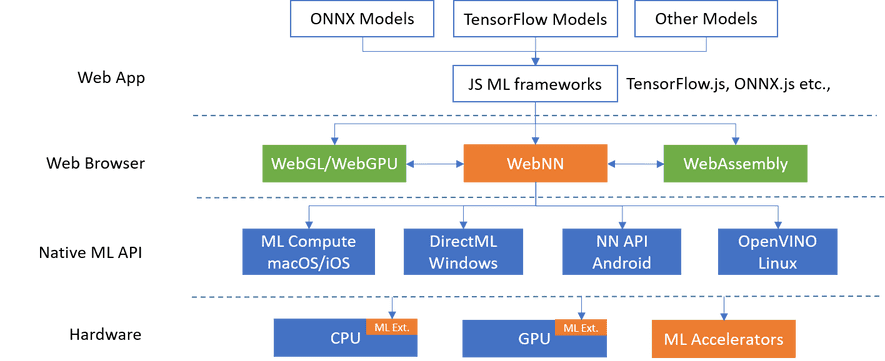 ONNX Models
TensorFlow Models
Other Models
Web App
JS ML frameworks
TensorFlow.js, ONNX.js etc.,
Web Browser
WebGL/WebGPU
WebNN
WebAssembly
Native ML API
ML Compute
macOS/iOS
DirectML
Windows
NN API
Android
OpenVINO
Linux
Hardware
CPU
ML Ext.
GPU
ML Ext.
ML Accelerators